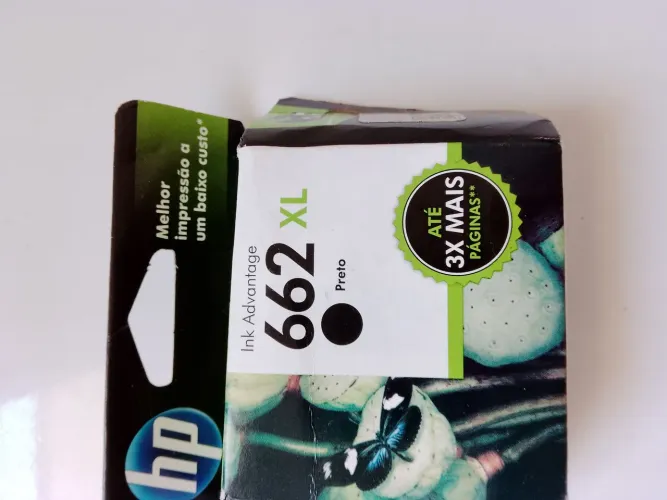 Melhor
impressão a
um baixo custo*
hp
Ink Advantage
662 XL
Preto
ATÉ
3X MAIS
PÁGINAS**